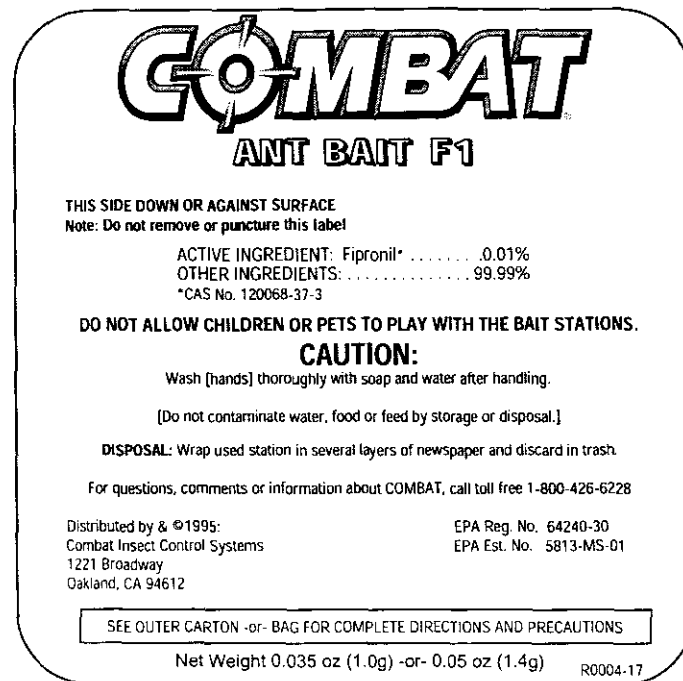 COMBAT®
ANT BAIT F1
THIS SIDE DOWN OR AGAINST SURFACE
Note: Do not remove or puncture this label
ACTIVE INGREDIENT: Fipronil* . . . . . . . .0.01%
OTHER INGREDIENTS: . . . . . . . . . . . . . . 99.99%
*CAS No. 120068-37-3
DO NOT ALLOW CHILDREN OR PETS TO PLAY WITH THE BAIT STATIONS.
CAUTION:
Wash [hands] thoroughly with soap and water after handling.
[Do not contaminate water, food or feed by storage or disposal.]
DISPOSAL: Wrap used station in several layers of newspaper and discard in trash.
For questions, comments or information about COMBAT, call toll free 1-800-426-6228
Distributed by & ©1995:
Combat Insect Control Systems
1221 Broadway
Oakland, CA 94612
EPA Reg. No. 64240-30
EPA Est. No. 5813-MS-01
SEE OUTER CARTON -or- BAG FOR COMPLETE DIRECTIONS AND PRECAUTIONS
Net Weight 0.035 oz (1.0g) -or- 0.05 oz (1.4g)
R0004-17